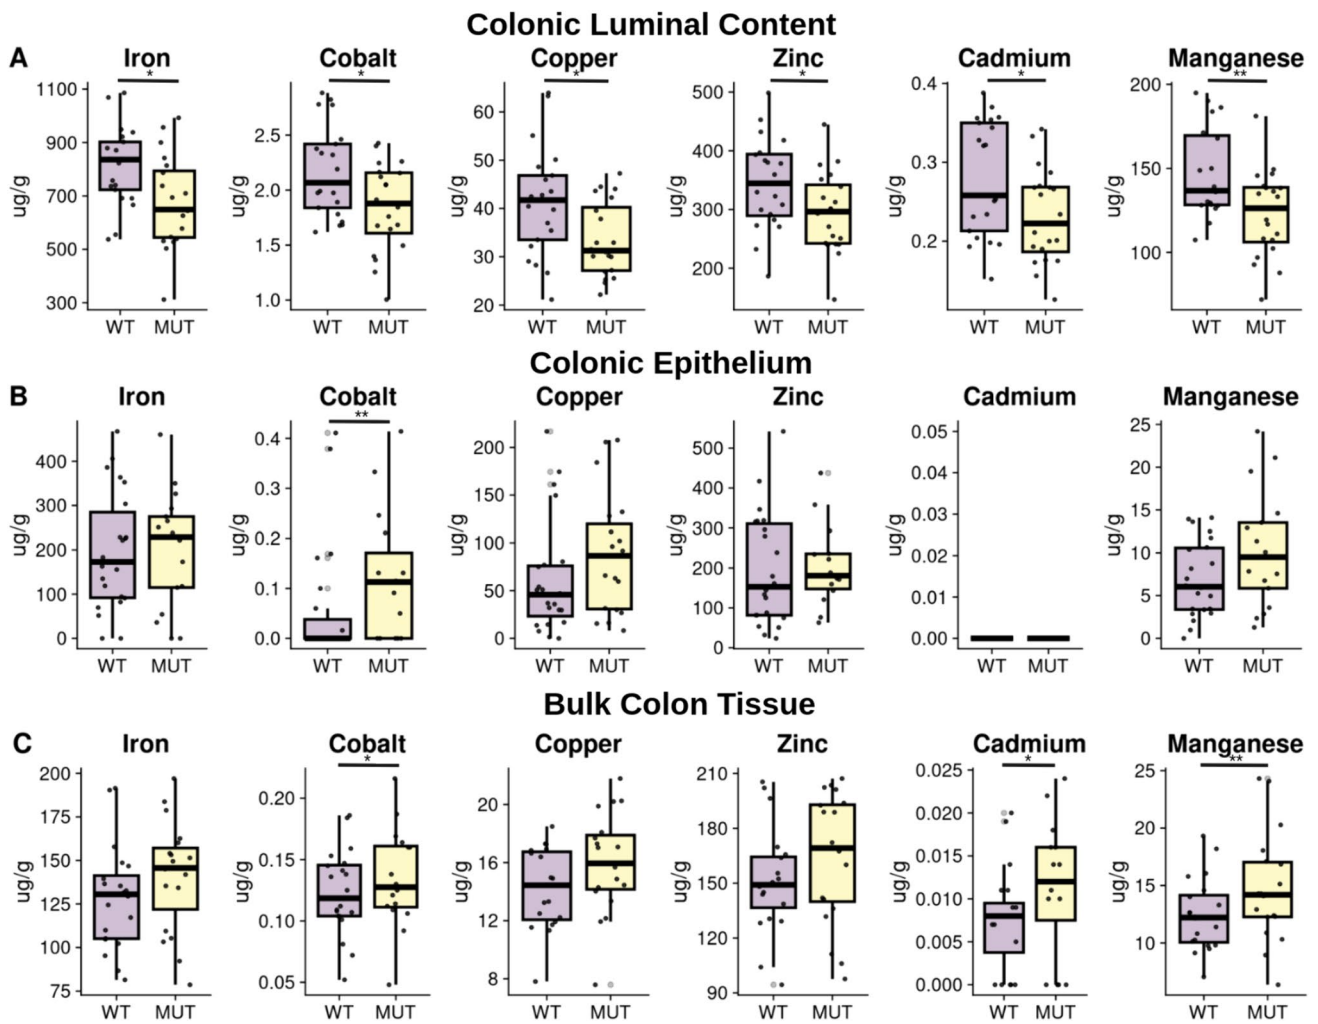 Colonic Luminal Content
A Iron Cobalt Copper Zinc Cadmium Manganese
* * * * * **
ug/g 1100 900 700 500 300 WT MUT
ug/g 2.5 2.0 1.5 1.0 WT MUT
ug/g 60 50 40 30 20 WT MUT
ug/g 500 400 300 200 WT MUT
ug/g 0.4 0.3 0.2 WT MUT
ug/g 200 150 100 WT MUT
Colonic Epithelium
B Iron Cobalt Copper Zinc Cadmium Manganese
**
ug/g 400 300 200 100 0 WT MUT
ug/g 0.4 0.3 0.2 0.1 0.0 WT MUT
ug/g 200 150 100 50 0 WT MUT
ug/g 500 400 300 200 100 0 WT MUT
ug/g 0.05 0.04 0.03 0.02 0.01 0.00 WT MUT
ug/g 25 20 15 10 5 0 WT MUT
Bulk Colon Tissue
C Iron Cobalt Copper Zinc Cadmium Manganese
* * **
ug/g 200 175 150 125 100 75 WT MUT
ug/g 0.20 0.15 0.10 0.05 WT MUT
ug/g 20 16 12 8 WT MUT
ug/g 210 180 150 120 90 WT MUT
ug/g 0.025 0.020 0.015 0.010 0.005 0.000 WT MUT
ug/g 25 20 15 10 WT MUT